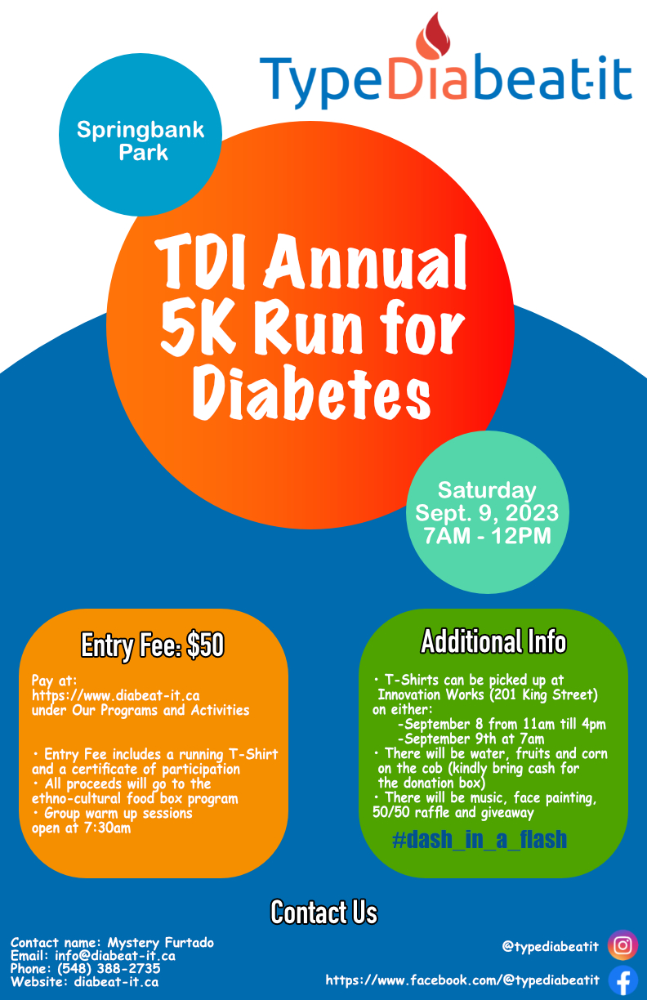 TypeDiabeat-it
Springbank
Park
TDI Annual
5K Run for
Diabetes
Saturday
Sept. 9, 2023
7AM - 12PM
Entry Fee: $50
Pay at:
https://www.diabeat-it.ca
under Our Programs and Activities
• Entry Fee includes a running T-Shirt
and a certificate of participation
• All proceeds will go to the
ethno-cultural food box program
• Group warm up sessions
open at 7:30am
Additional Info
• T-Shirts can be picked up at
Innovation Works (201 King Street)
on either:
-September 8 from 11am till 4pm
-September 9th at 7am
• There will be water, fruits and corn
on the cob (kindly bring cash for
the donation box)
• There will be music, face painting,
50/50 raffle and giveaway
#dash_in_a_flash
Contact Us
Contact name: Mystery Furtado
Email: info@diabeat-it.ca
Phone: (548) 388-2735
Website: diabeat-it.ca
@typediabeatit
https://www.facebook.com/@typediabeatit